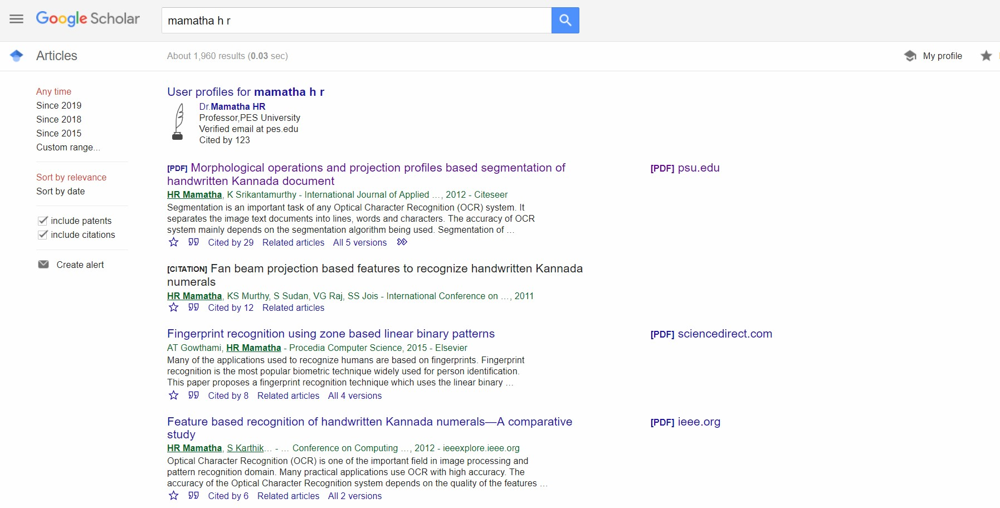 Google Scholar
mamatha h r
Articles
About 1,960 results (0.03 sec)
My profile
Any time
Since 2019
Since 2018
Since 2015
Custom range...
Sort by relevance
Sort by date
include patents
include citations
Create alert
User profiles for mamatha h r
Dr.Mamatha HR
Professor,PES University
Verified email at pes.edu
Cited by 123
[PDF] Morphological operations and projection profiles based segmentation of
handwritten Kannada document
[PDF] psu.edu
HR Mamatha, K Srikantamurthy - International Journal of Applied …, 2012 - Citeseer
Segmentation is an important task of any Optical Character Recognition (OCR) system. It
separates the image text documents into lines, words and characters. The accuracy of OCR
system mainly depends on the segmentation algorithm being used. Segmentation of …
Cited by 29 Related articles All 5 versions
[CITATION] Fan beam projection based features to recognize handwritten Kannada
numerals
HR Mamatha, KS Murthy, S Sudan, VG Raj, SS Jois - International Conference on …, 2011
Cited by 12 Related articles
Fingerprint recognition using zone based linear binary patterns
[PDF] sciencedirect.com
AT Gowthami, HR Mamatha - Procedia Computer Science, 2015 - Elsevier
Many of the applications used to recognize humans are based on fingerprints. Fingerprint
recognition is the most popular biometric technique widely used for person identification.
This paper proposes a fingerprint recognition technique which uses the linear binary …
Cited by 8 Related articles All 4 versions
Feature based recognition of handwritten Kannada numerals—A comparative
study
[PDF] ieee.org
HR Mamatha, S Karthik… - … Conference on Computing …, 2012 - ieeexplore.ieee.org
Optical Character Recognition (OCR) is one of the important field in image processing and
pattern recognition domain. Many practical applications use OCR with high accuracy. The
accuracy of the Optical Character Recognition system depends on the quality of the features …
Cited by 6 Related articles All 2 versions